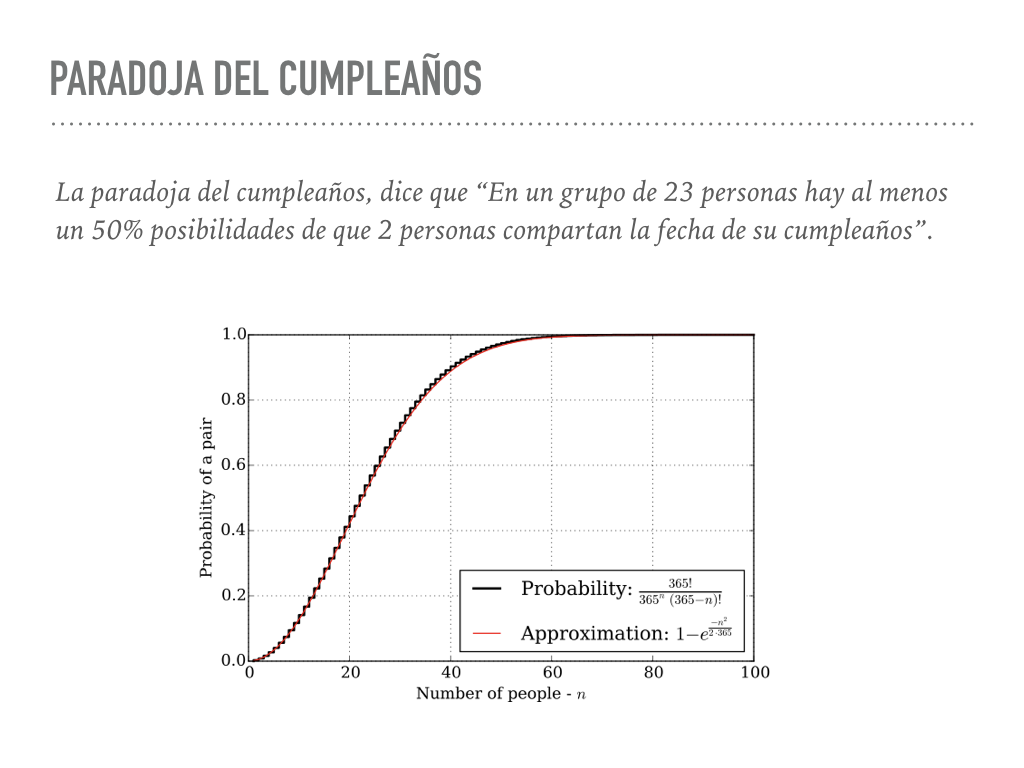 PARADOJA DEL CUMPLEAÑOS
La paradoja del cumpleaños, dice que “En un grupo de 23 personas hay al menos
un 50% posibilidades de que 2 personas compartan la fecha de su cumpleaños”.
1.0
0.8
0.6
0.4
0.2
0.0
Probability of a pair
Probability: \frac{365!}{365^n (365-n)!}
Approximation: 1-e^{\frac{-n^2}{2·365}}
0 20 40 60 80 100
Number of people - n